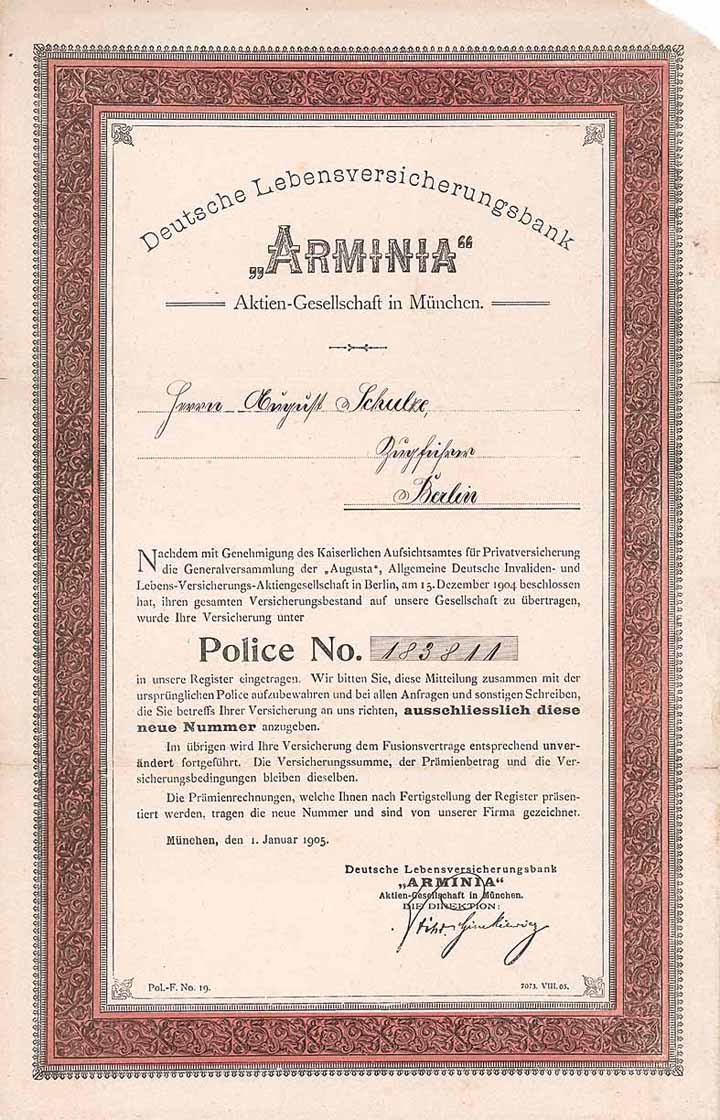 Deutsche Lebensversicherungsbank
„ARMINIA“
Aktien-Gesellschaft in München.
Herrn August Schulze,
Zugführer
Berlin
Nachdem mit Genehmigung des Kaiserlichen Aufsichtsamtes für Privatversicherung
die Generalversammlung der „Augusta“, Allgemeine Deutsche Invaliden- und
Lebens-Versicherungs-Aktiengesellschaft in Berlin, am 15. Dezember 1904 beschlossen
hat, ihren gesamten Versicherungsbestand auf unsere Gesellschaft zu übertragen,
wurde Ihre Versicherung unter
Police No. 183811
in unsere Register eingetragen. Wir bitten Sie, diese Mitteilung zusammen mit der
ursprünglichen Police aufzubewahren und bei allen Anfragen und sonstigen Schreiben,
die Sie betreffs Ihrer Versicherung an uns richten, ausschliesslich diese
neue Nummer anzugeben.
Im übrigen wird Ihre Versicherung dem Fusionsvertrage entsprechend unver-
ändert fortgeführt. Die Versicherungssumme, der Prämienbetrag und die Ver-
sicherungsbedingungen bleiben dieselben.
Die Prämienrechnungen, welche Ihnen nach Fertigstellung der Register präsen-
tiert werden, tragen die neue Nummer und sind von unserer Firma gezeichnet.
München, den 1. Januar 1905.
Deutsche Lebensversicherungsbank
„ARMINIA“
Aktien-Gesellschaft in München.
DIE DIREKTION:
Pol.-F. No. 19.
7073. VIII. 05.